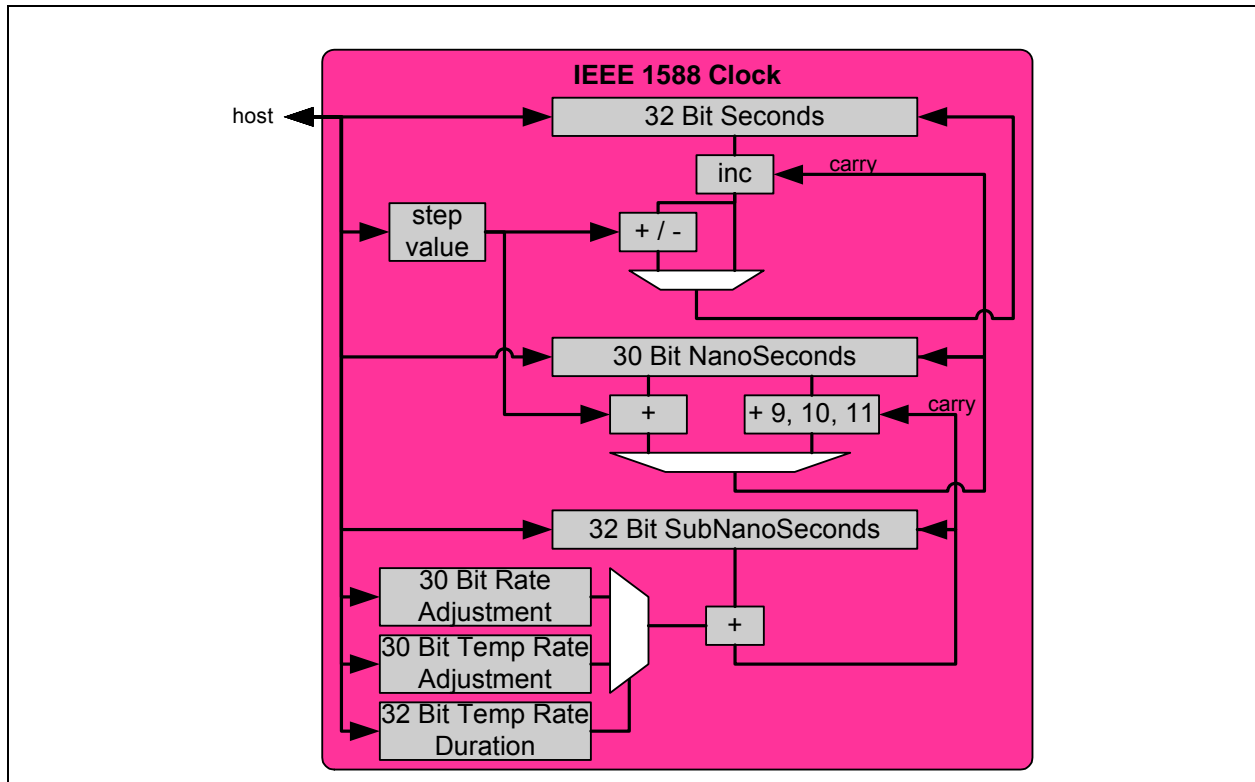 IEEE 1588 Clock
host
32 Bit Seconds
inc
carry
step
value
+ / -
30 Bit NanoSeconds
+
+ 9, 10, 11
carry
32 Bit SubNanoSeconds
30 Bit Rate
Adjustment
+
30 Bit Temp Rate
Adjustment
32 Bit Temp Rate
Duration